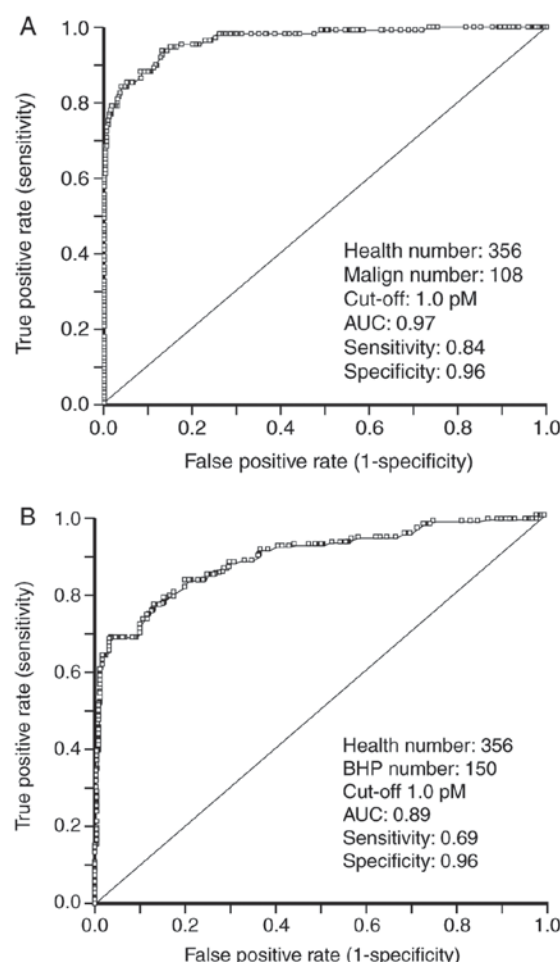 A
1.0
0.8
0.6
0.4
0.2
0.0
True positive rate (sensitivity)
Health number: 356
Malign number: 108
Cut-off: 1.0 pM
AUC: 0.97
Sensitivity: 0.84
Specificity: 0.96
0.0 0.2 0.4 0.6 0.8 1.0
False positive rate (1-specificity)
B
1.0
0.8
0.6
0.4
0.2
0.0
True positive rate (sensitivity)
Health number: 356
BHP number: 150
Cut-off 1.0 pM
AUC: 0.89
Sensitivity: 0.69
Specificity: 0.96
0.0 0.2 0.4 0.6 0.8 1.0
False positive rate (1-specificity)